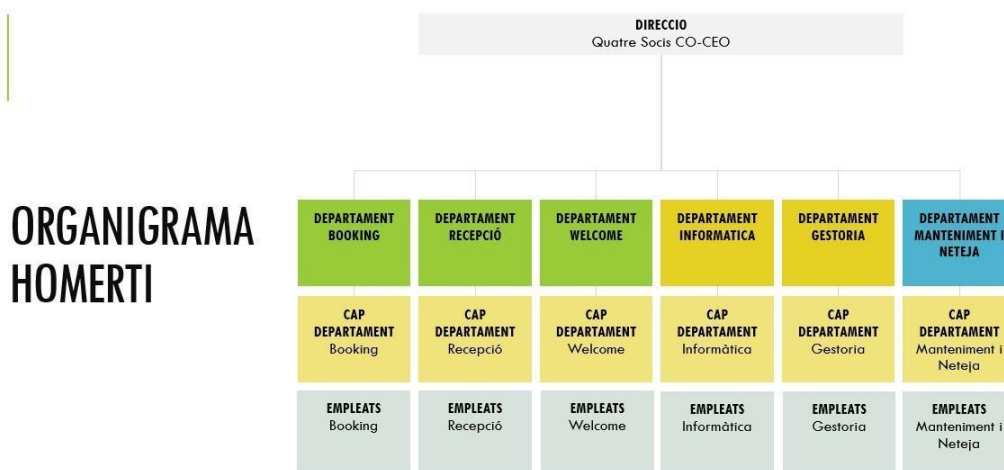 DIRECCIO
Quatre Socis CO-CEO
ORGANIGRAMA
HOMERTI
DEPARTAMENT
BOOKING
DEPARTAMENT
RECEPCIÓ
DEPARTAMENT
WELCOME
DEPARTAMENT
INFORMATICA
DEPARTAMENT
GESTORIA
DEPARTAMENT
MANTENIMENT I
NETEJA
CAP
DEPARTAMENT
Booking
CAP
DEPARTAMENT
Recepció
CAP
DEPARTAMENT
Welcome
CAP
DEPARTAMENT
Informàtica
CAP
DEPARTAMENT
Gestoria
CAP
DEPARTAMENT
Manteniment i
Neteja
EMPLEATS
Booking
EMPLEATS
Recepció
EMPLEATS
Welcome
EMPLEATS
Informàtica
EMPLEATS
Gestoria
EMPLEATS
Manteniment i
Neteja